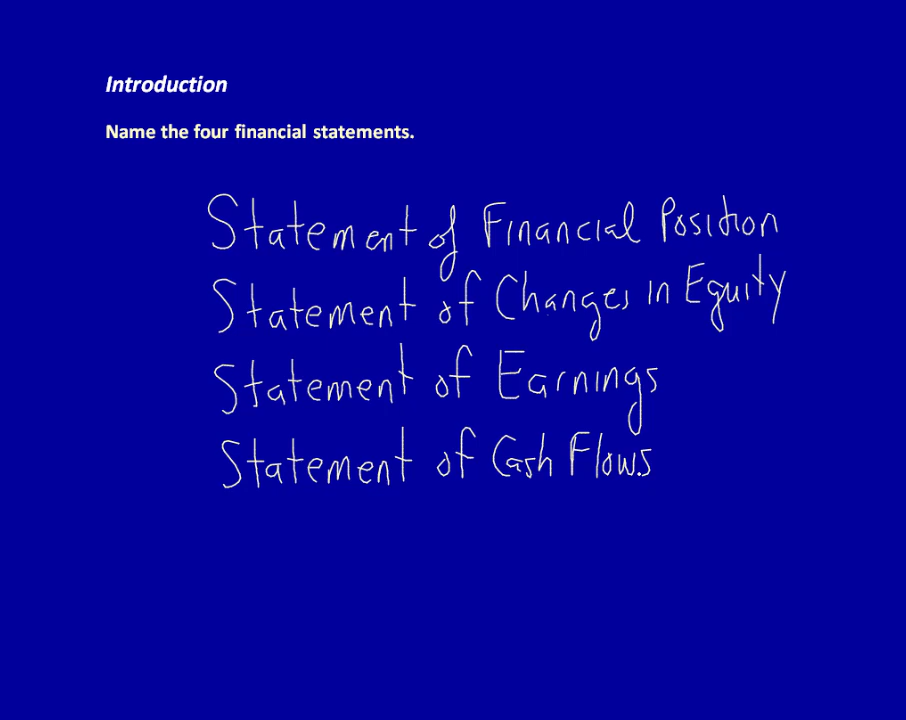 Introduction
Name the four financial statements.
Statement of Financial Position
Statement of Changes in Equity
Statement of Earnings
Statement of Cash Flows